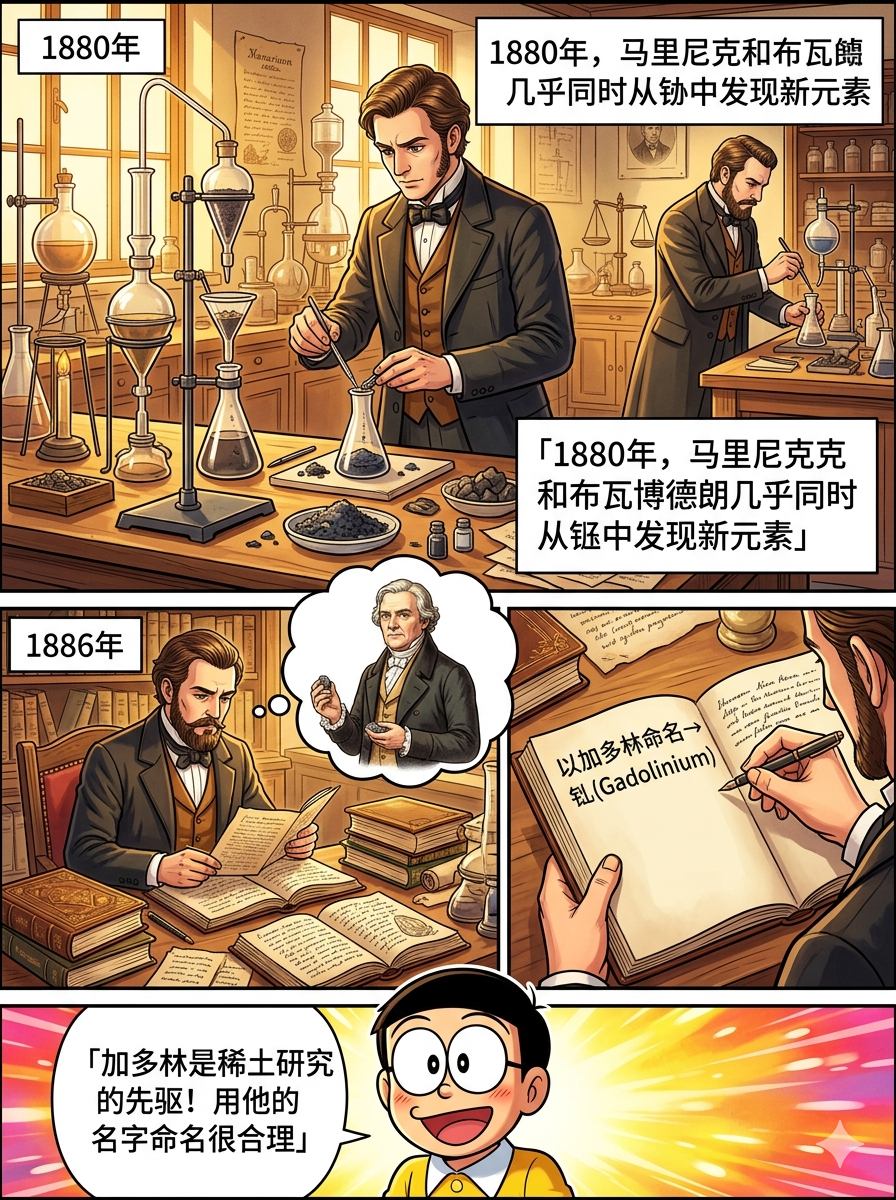 1880年
1880年，马里尼克和布瓦
几乎同时从
中发现新元素
「1880年，马里尼克克
和布瓦博德朗几乎同时
从
中发现新元素」
1886年
以加多林命名→
(Gadolinium)
「加多林是稀土研究
的先驱！用他的
名字命名很合理」